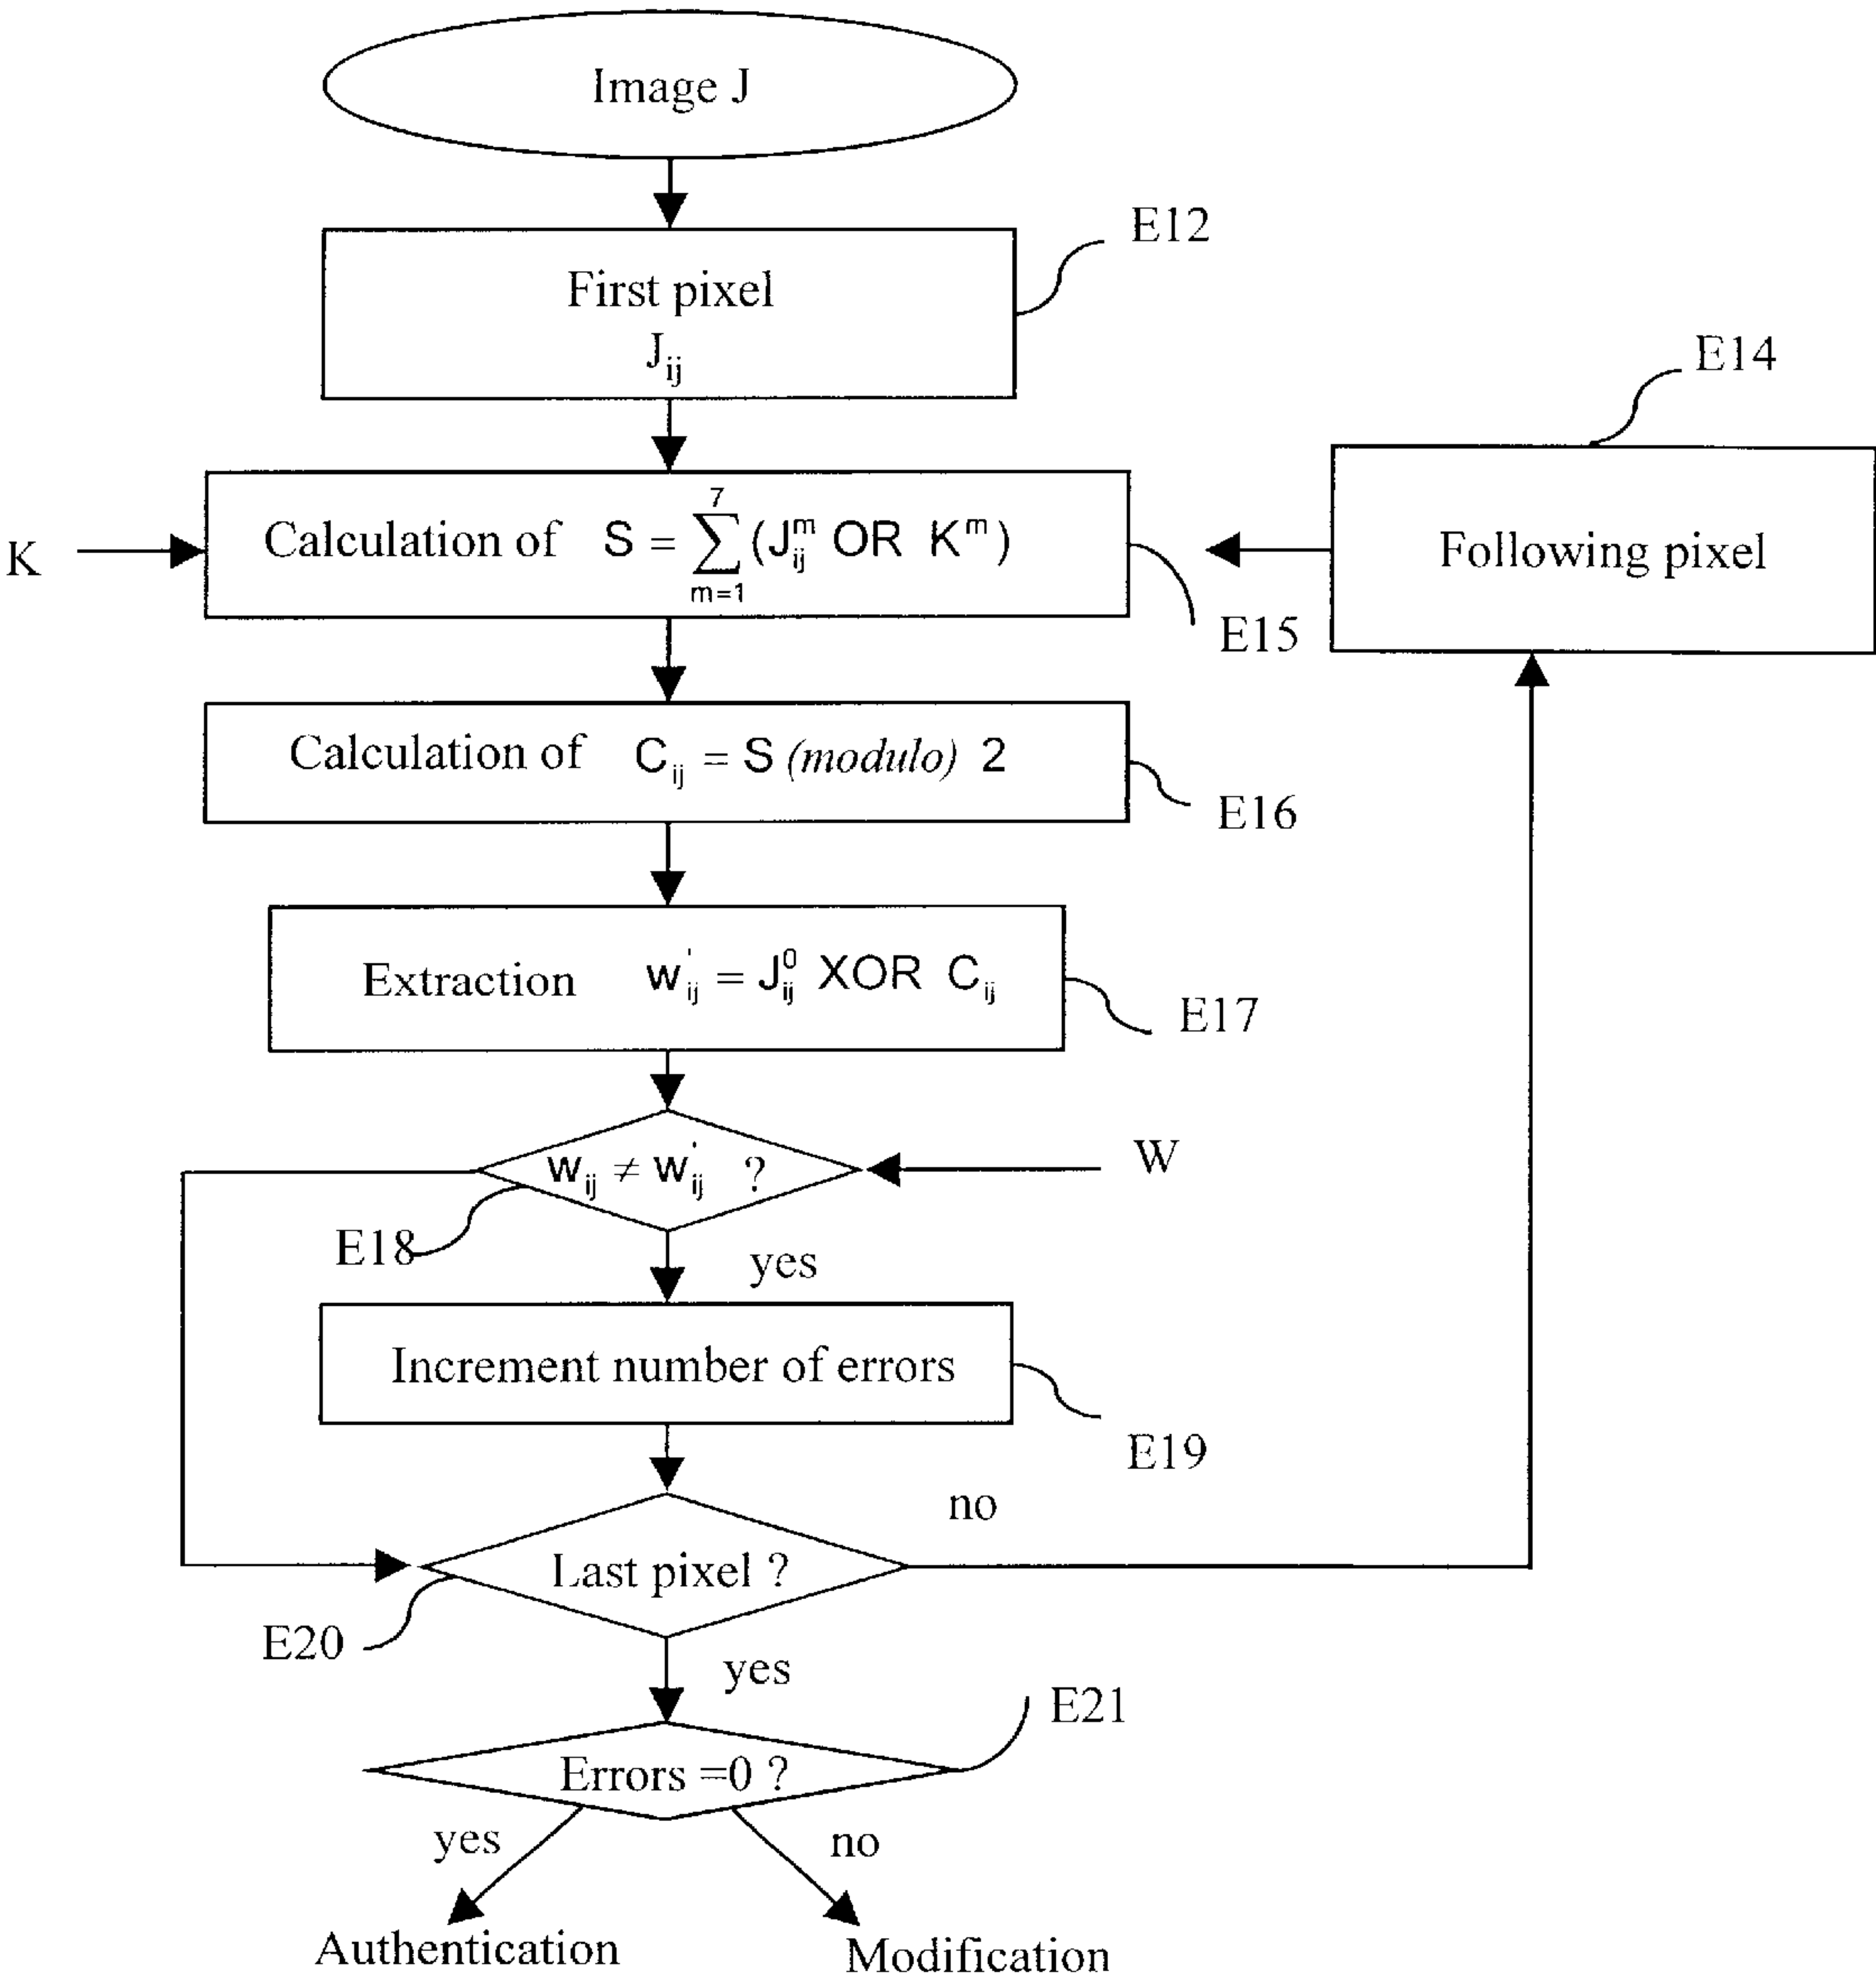 Image J
E12
First pixel
J_ij
E14
K
Calculation of S = ∑_{m=1}^{7} (J_ij^m OR K^m)
Following pixel
E15
Calculation of C_ij = S (modulo) 2
E16
Extraction w'_ij = J_ij^0 XOR C_ij
E17
w_ij ≠ w'_ij ?
W
E18
yes
Increment number of errors
E19
no
Last pixel ?
E20
yes
E21
Errors =0 ?
yes
no
Authentication
Modification